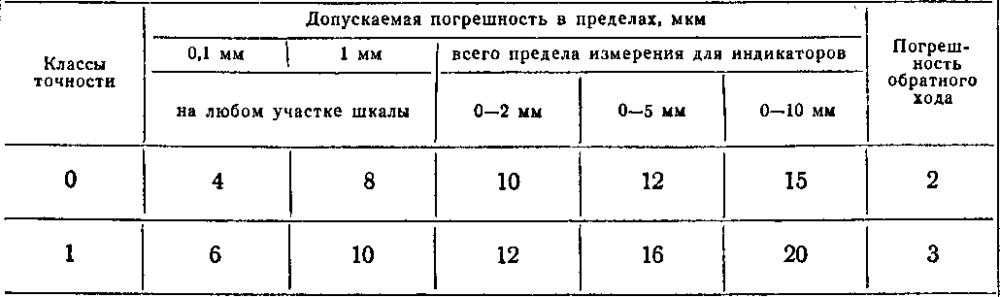 Классы
точности
Допускаемая погрешность в пределах, мкм
0,1 мм
1 мм
на любом участке шкалы
всего предела измерения для индикаторов
0—2 мм
0—5 мм
0—10 мм
Погреш-
ность
обратного
хода
0 4 8 10 12 15 2
1 6 10 12 16 20 3